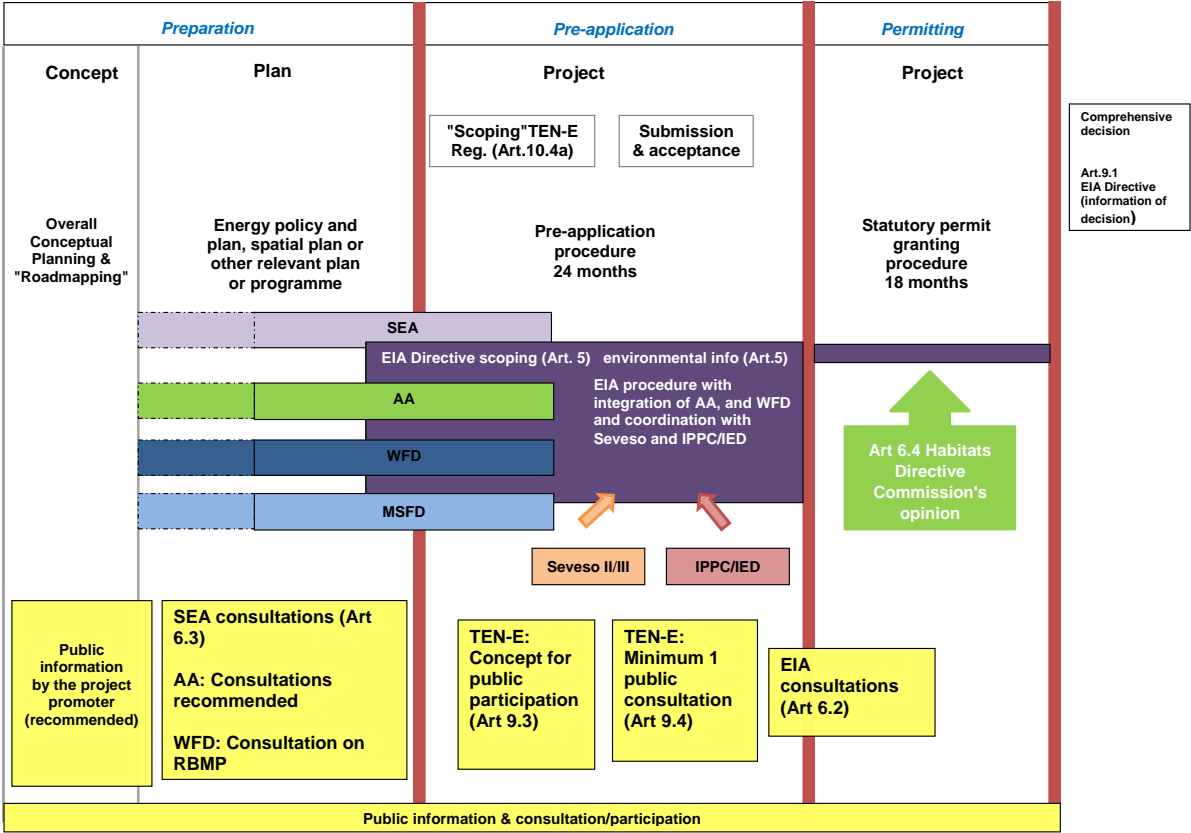 Preparation
Pre-application
Permitting
Concept
Plan
Project
Project
"Scoping"TEN-E
Reg. (Art.10.4a)
Submission
& acceptance
Comprehensive
decision
Art.9.1
EIA Directive
(information of
decision)
Overall
Conceptual
Planning &
"Roadmapping"
Energy policy and
plan, spatial plan or
other relevant plan
or programme
Pre-application
procedure
24 months
Statutory permit
granting
procedure
18 months
SEA
EIA Directive scoping (Art. 5) environmental info (Art.5)
EIA procedure with
integration of AA, and WFD
and coordination with
Seveso and IPPC/IED
AA
WFD
MSFD
Art 6.4 Habitats
Directive
Commission's
opinion
Seveso II/III
IPPC/IED
Public
information
by the project
promoter
(recommended)
SEA consultations (Art
6.3)
AA: Consultations
recommended
WFD: Consultation on
RBMP
TEN-E:
Concept for
public
participation
(Art 9.3)
TEN-E:
Minimum 1
public
consultation
(Art 9.4)
EIA
consultations
(Art 6.2)
Public information & consultation/participation